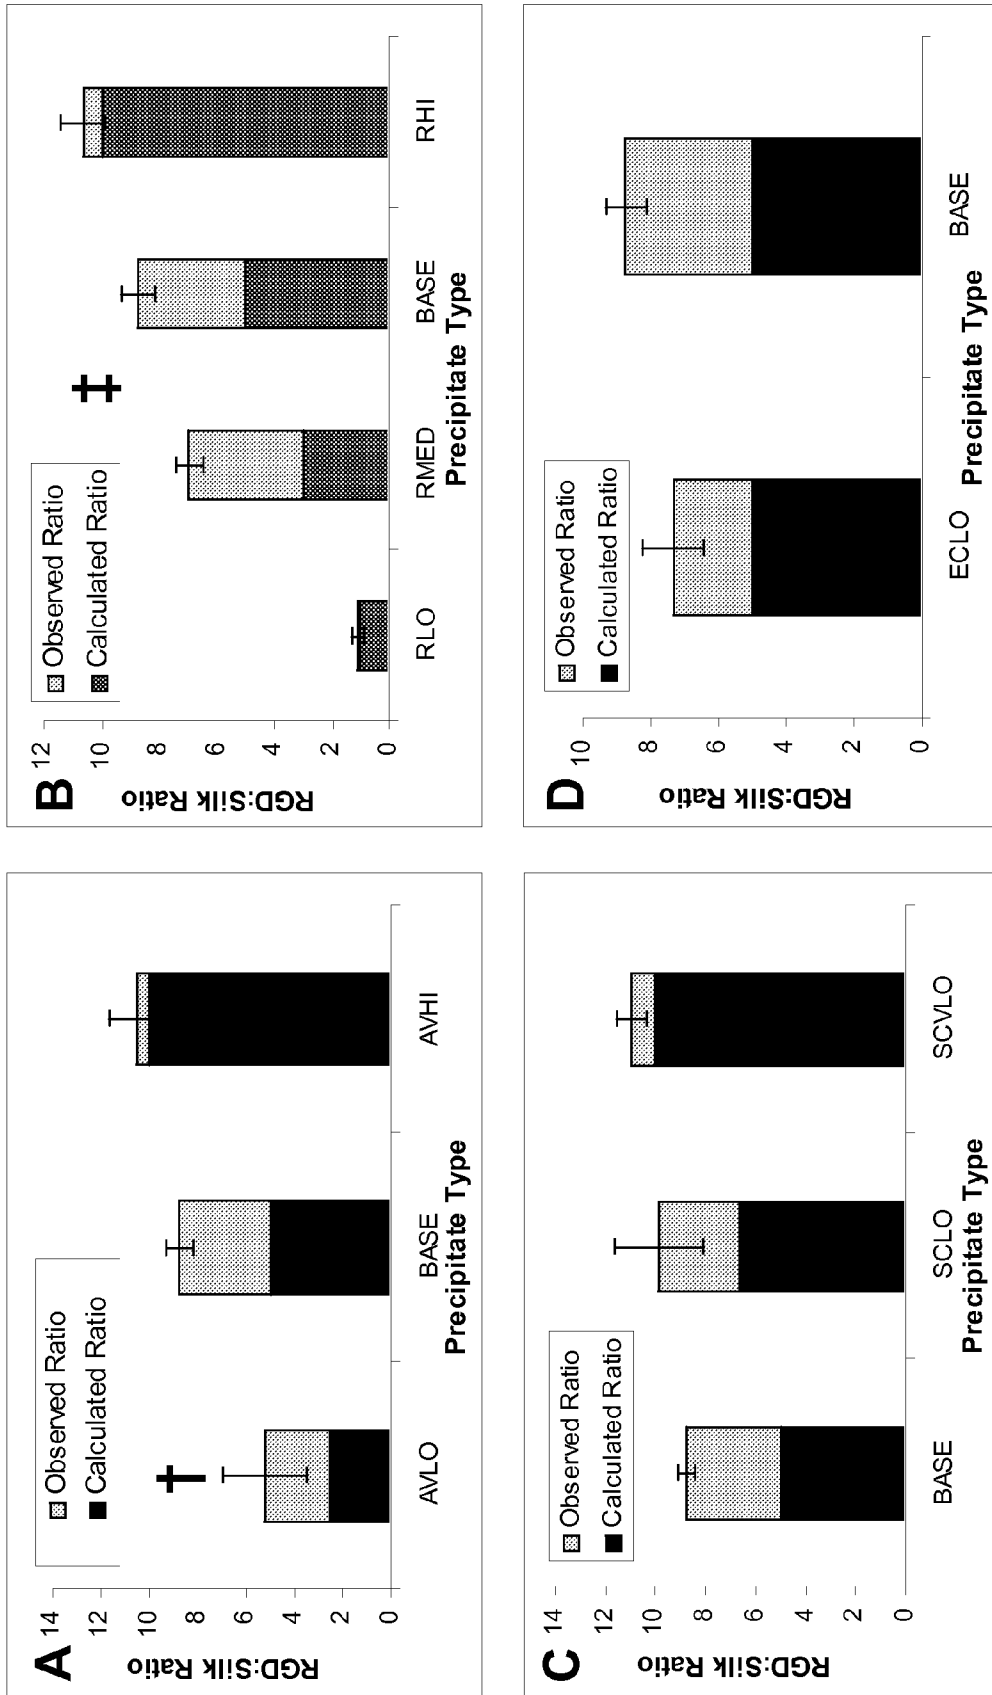 A
RGD:Silk Ratio
14
12
10
8
6
4
2
0
Observed Ratio
Calculated Ratio
†
AVLO
BASE
AVHI
Precipitate Type
B
RGD:Silk Ratio
12
10
8
6
4
2
0
Observed Ratio
Calculated Ratio
‡
RLO
RMED
BASE
RHI
Precipitate Type
C
RGD:Silk Ratio
14
12
10
8
6
4
2
0
Observed Ratio
Calculated Ratio
BASE
SCLO
SCVLO
Precipitate Type
D
RGD:Silk Ratio
10
8
6
4
2
0
Observed Ratio
Calculated Ratio
ECLO
BASE
Precipitate Type